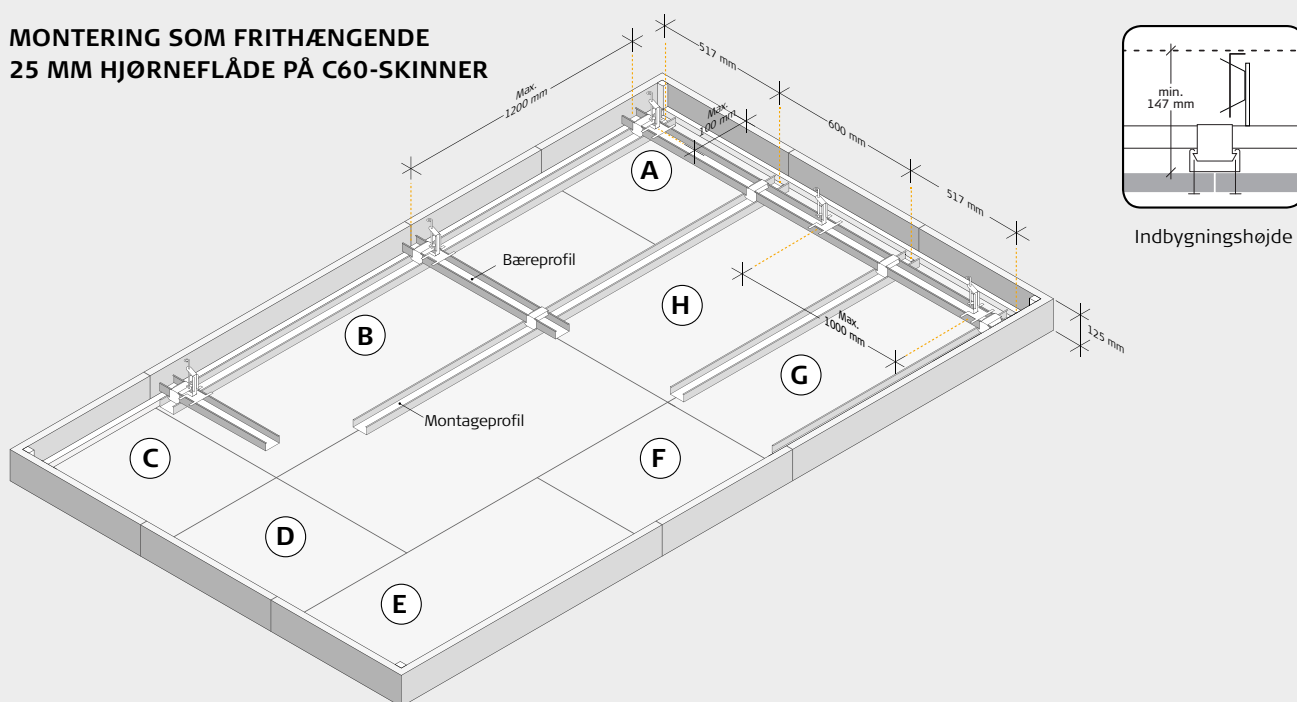 MONTERING SOM FRITHÆNGENDE
25 MM HJØRNEFLÅDE PÅ C60-SKINNER
Max.
1200 mm
517 mm
Max.
100 mm
600 mm
517 mm
min.
147 mm
Indbygningshøjde
A
Bæreprofil
H
B
Max.
1000 mm
125 mm
G
Montageprofil
C
F
D
E